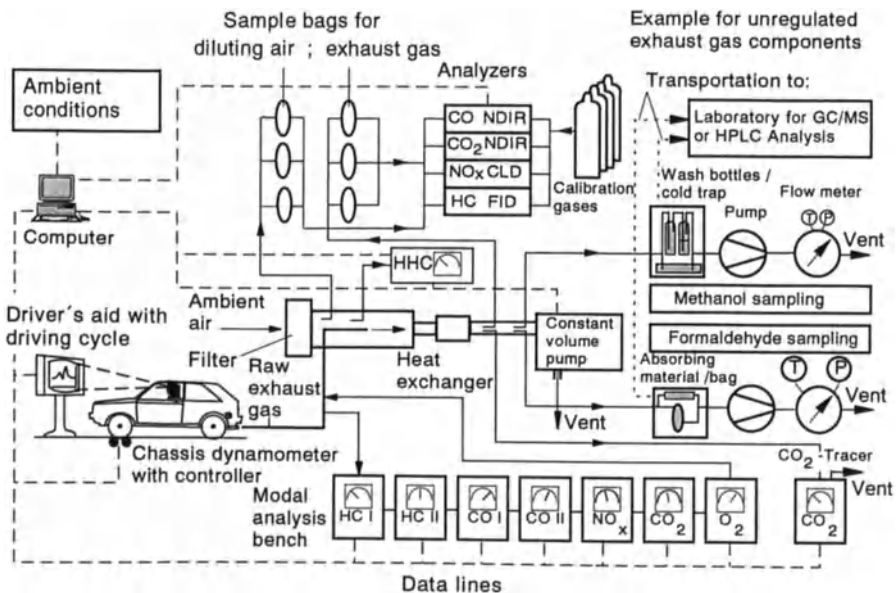 Sample bags for
diluting air ; exhaust gas
Example for unregulated
exhaust gas components
Ambient
conditions
Analyzers
Transportation to:
CO NDIR
CO2 NDIR
NOx CLD
HC FID
Calibration
gases
Laboratory for GC/MS
or HPLC Analysis
Wash bottles /
cold trap
Pump
Flow meter
T P
Vent
Computer
HHC
Methanol sampling
Formaldehyde sampling
Ambient
air
Filter
Driver´s aid with
driving cycle
Raw
exhaust
gas
Heat
exchanger
Constant
volume
pump
Vent
Absorbing
material /bag
T P
Vent
Chassis dynamometer
with controller
CO2 -Tracer
Vent
Modal
analysis
bench
HC I
HC II
CO I
CO II
NOx
CO2
O2
CO2
Data lines